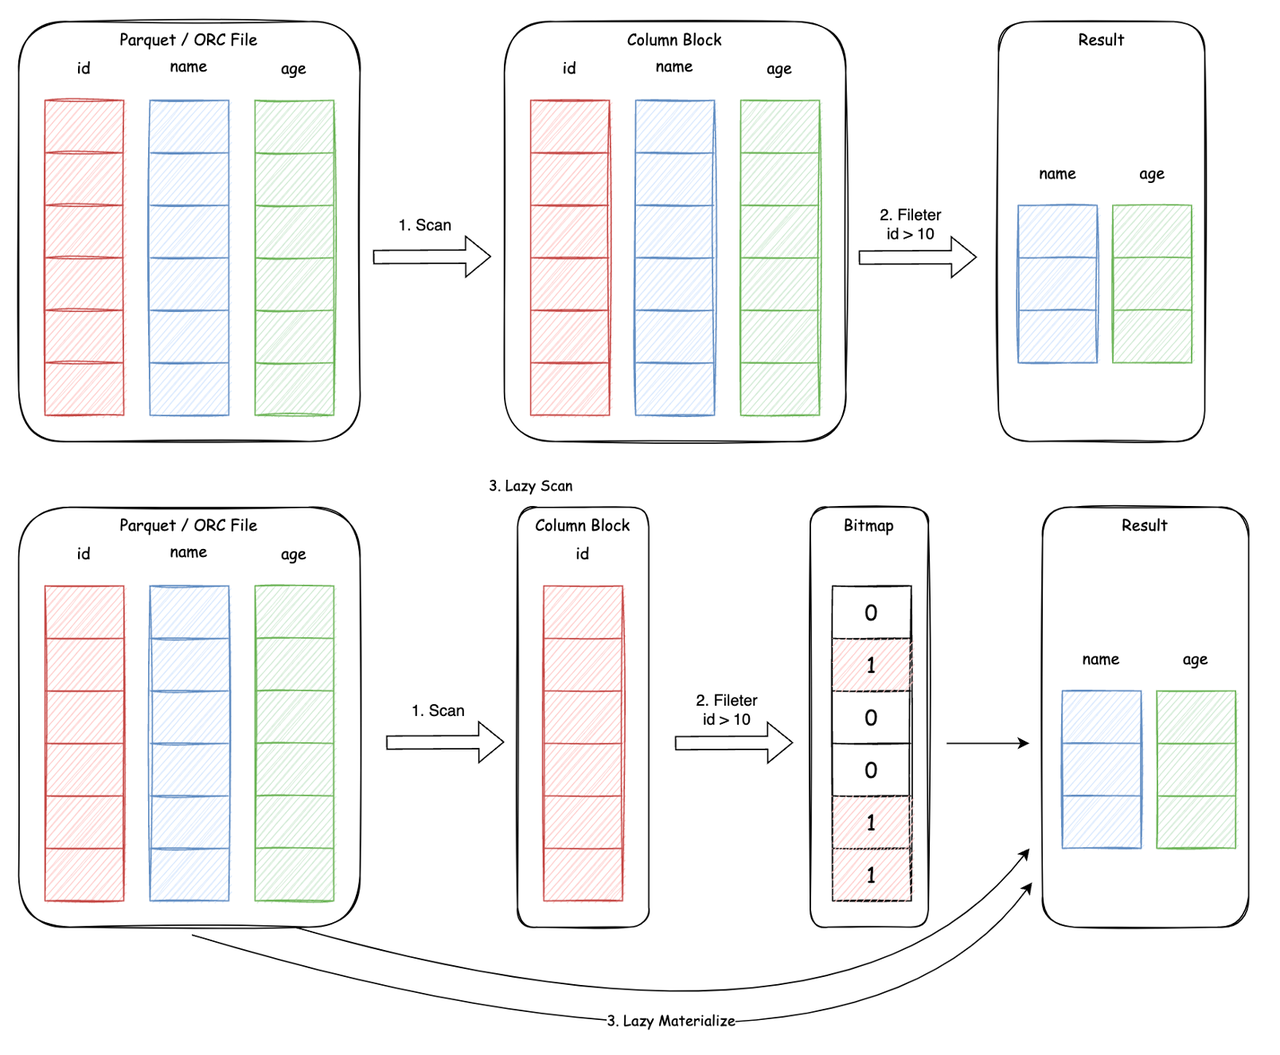 Parquet / ORC File
id name age
1. Scan
Column Block
id name age
2. Fileter
id > 10
Result
name age
3. Lazy Scan
Parquet / ORC File
id name age
1. Scan
Column Block
id
2. Fileter
id > 10
Bitmap
0
1
0
0
1
1
Result
name age
3. Lazy Materialize